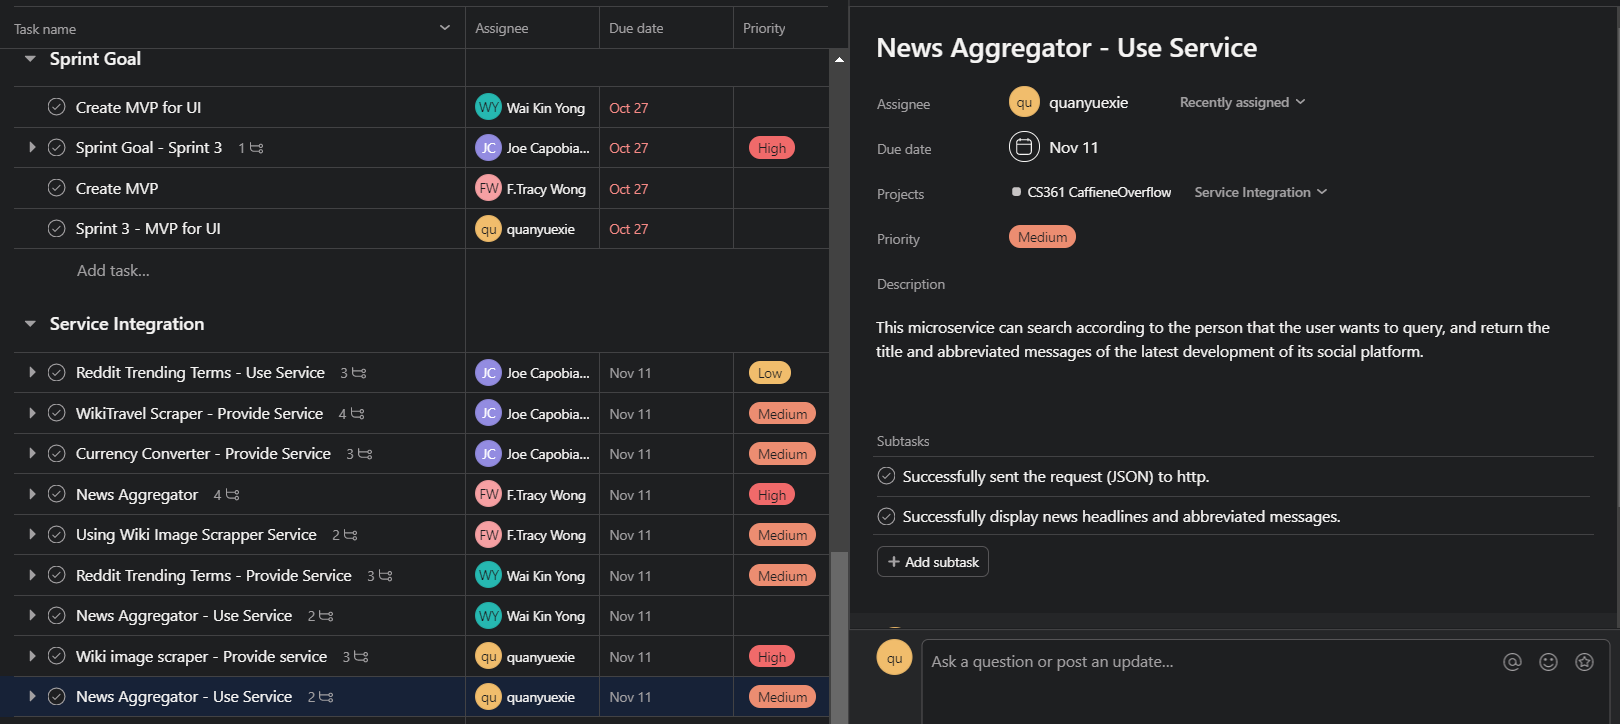 Task name Assignee Due date Priority
Sprint Goal
Create MVP for UI WY Wai Kin Yong Oct 27
Sprint Goal - Sprint 3 1 JC Joe Capobia... Oct 27 High
Create MVP FW F.Tracy Wong Oct 27
Sprint 3 - MVP for UI qu quanyuexie Oct 27
Add task...
Service Integration
Reddit Trending Terms - Use Service 3 JC Joe Capobia... Nov 11 Low
WikiTravel Scraper - Provide Service 4 JC Joe Capobia... Nov 11 Medium
Currency Converter - Provide Service 3 JC Joe Capobia... Nov 11 Medium
News Aggregator 4 FW F.Tracy Wong Nov 11 High
Using Wiki Image Scrapper Service 2 FW F.Tracy Wong Nov 11 Medium
Reddit Trending Terms - Provide Service 3 WY Wai Kin Yong Nov 11 Medium
News Aggregator - Use Service 2 WY Wai Kin Yong Nov 11
Wiki image scraper - Provide service 3 qu quanyuexie Nov 11 High
News Aggregator - Use Service 2 qu quanyuexie Nov 11 Medium
News Aggregator - Use Service
Assignee qu quanyuexie Recently assigned
Due date Nov 11
Projects CS361 CaffieneOverflow Service Integration
Priority Medium
Description
This microservice can search according to the person that the user wants to query, and return the
title and abbreviated messages of the latest development of its social platform.
Subtasks
Successfully sent the request (JSON) to http.
Successfully display news headlines and abbreviated messages.
+ Add subtask
qu Ask a question or post an update... @